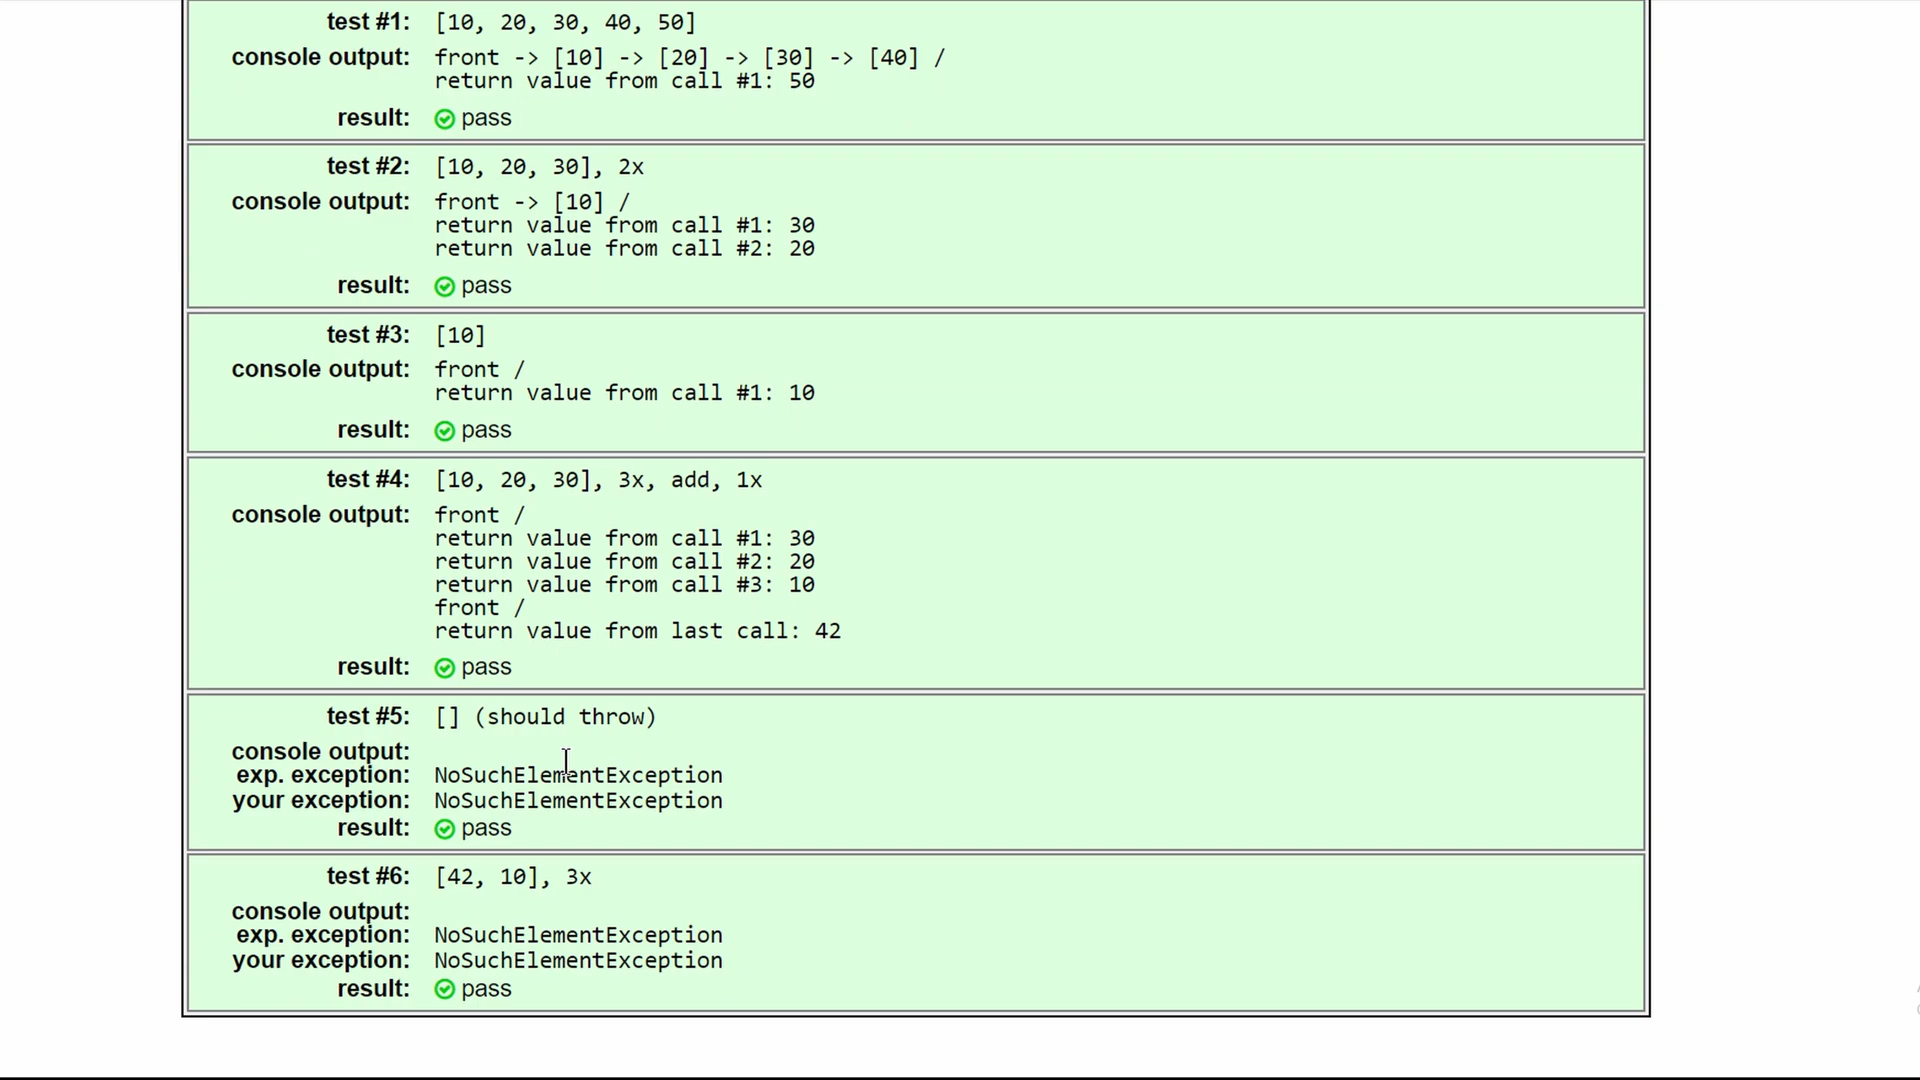 test #1: [10, 20, 30, 40, 50]
console output: front -> [10] -> [20] -> [30] -> [40] /
return value from call #1: 50
result: pass
test #2: [10, 20, 30], 2x
console output: front -> [10] /
return value from call #1: 30
return value from call #2: 20
result: pass
test #3: [10]
console output: front /
return value from call #1: 10
result: pass
test #4: [10, 20, 30], 3x, add, 1x
console output: front /
return value from call #1: 30
return value from call #2: 20
return value from call #3: 10
front /
return value from last call: 42
result: pass
test #5: [] (should throw)
console output:
exp. exception: NoSuchElementException
your exception: NoSuchElementException
result: pass
test #6: [42, 10], 3x
console output:
exp. exception: NoSuchElementException
your exception: NoSuchElementException
result: pass